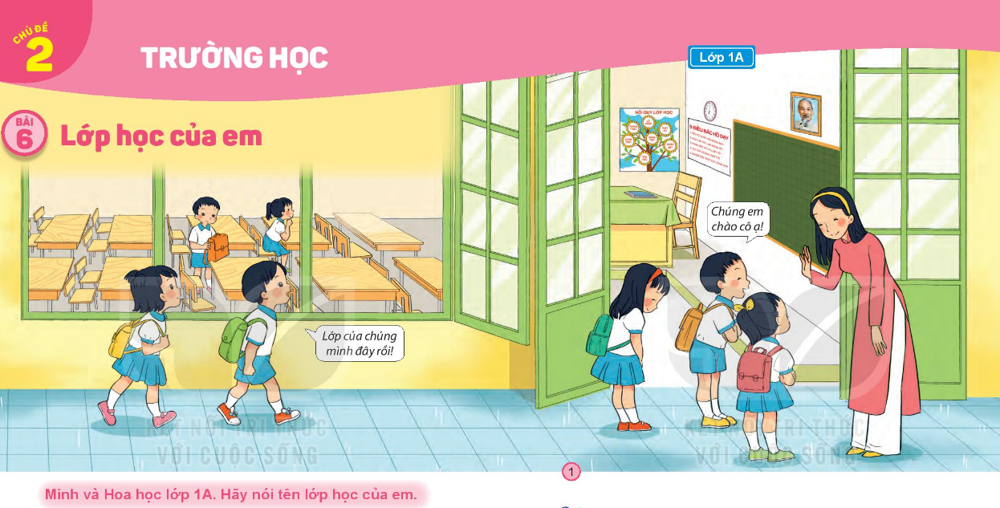 CHỦ ĐỀ
2
TRƯỜNG HỌC
Lớp 1A
BÀI
6
Lớp học của em
NỘI QUY LỚP HỌC
5 ĐIỀU BÁC HỒ DẠY
Chúng em
chào cô ạ!
Lớp của chúng
mình đây rồi!
KẾT NỐI TRI THỨC
VỚI CUỘC SỐNG
KẾT NỐI TRI THỨC
VỚI CUỘC SỐNG
1
Minh và Hoa học lớp 1A. Hãy nói tên lớp học của em.